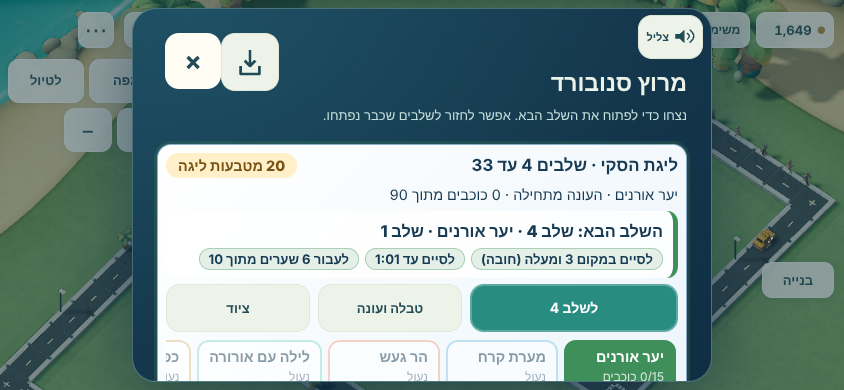 1,649
משימ
צליל
...
לטיול
מפה
–
בנייה
מרוץ סנובורד
נצחו כדי לפתוח את השלב הבא. אפשר לחזור לשלבים שכבר נפתחו.
ליגת הסקי · שלבים 4 עד 33
20 מטבעות ליגה
יער אורנים · העונה מתחילה · 0 כוכבים מתוך 90
השלב הבא: שלב 4 · יער אורנים · שלב 1
לסיים במקום 3 ומעלה (חובה)
לסיים עד 1:01
לעבור 6 שערים מתוך 10
לשלב 4
טבלה ועונה
ציוד
יער אורנים
0/15 כוכבים
מערת קרח
נעול
הר געש
נעול
לילה עם אורורה
נעול